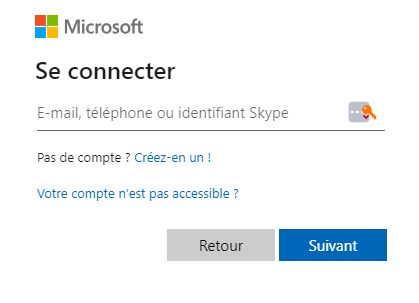 Microsoft
Se connecter
E-mail, téléphone ou identifiant Skype
Pas de compte ? Créez-en un !
Votre compte n'est pas accessible ?
Retour Suivant